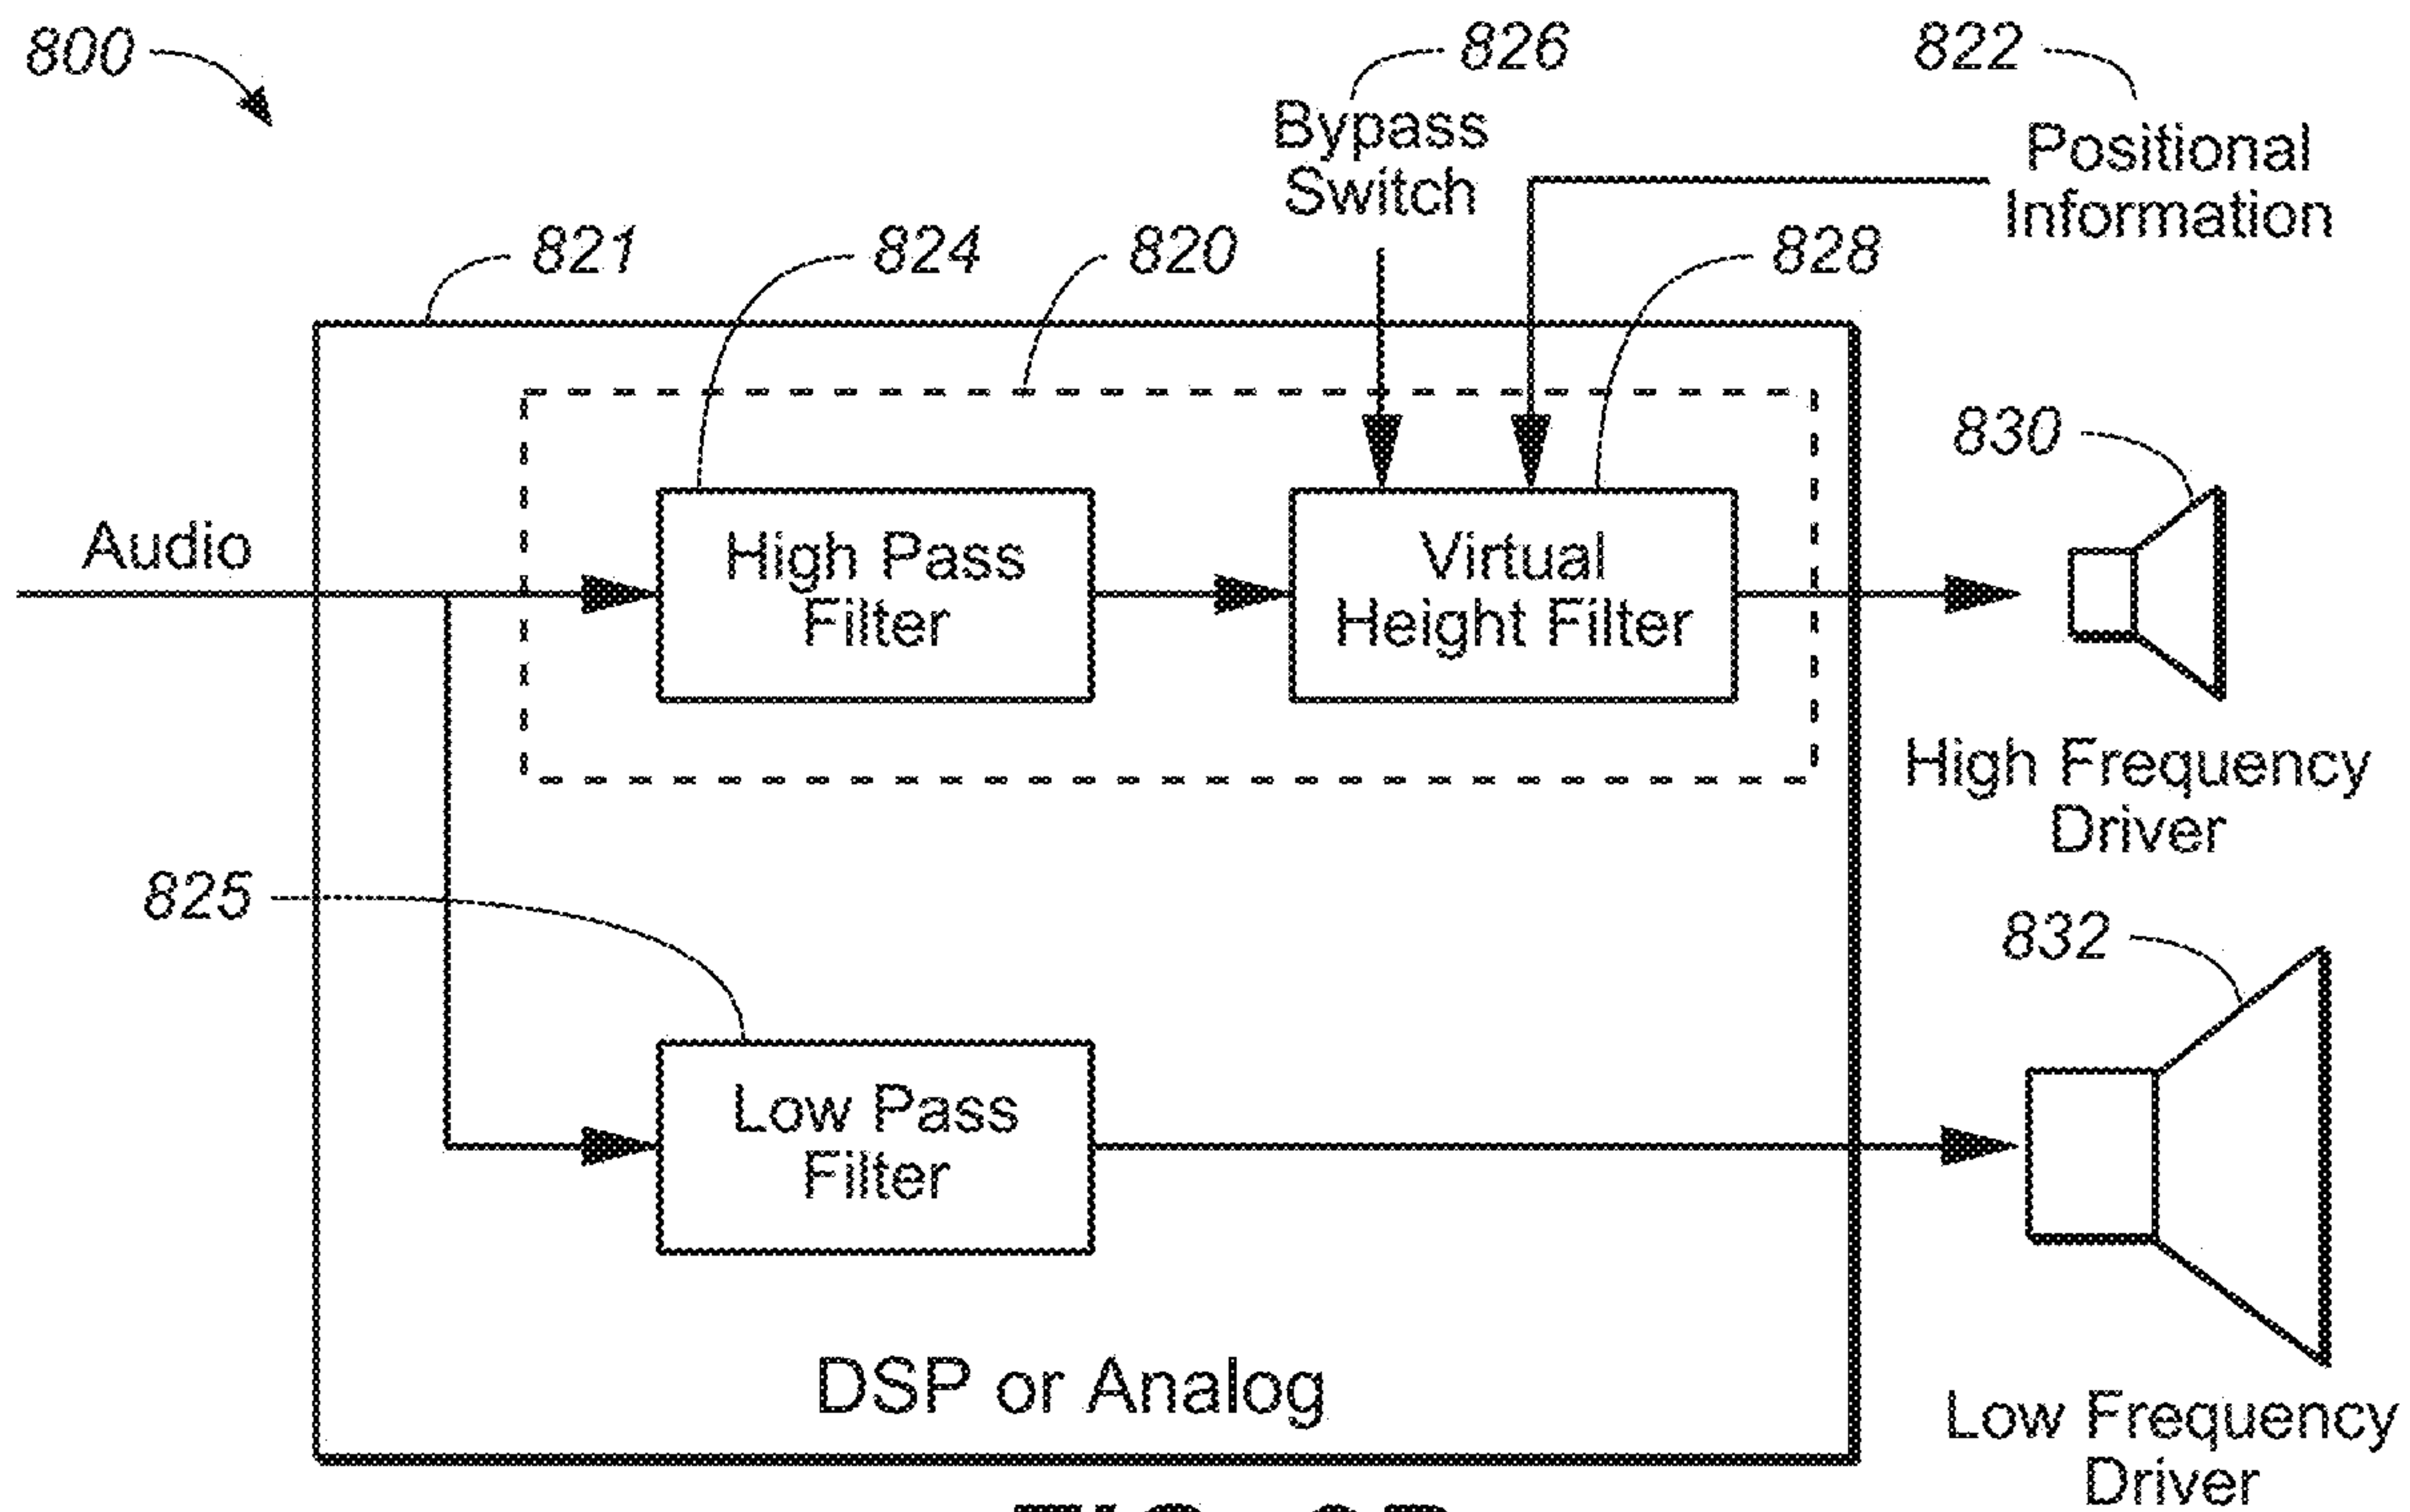 800
826
822
Bypass
Switch
Positional
Information
821
824
820
828
830
Audio
High Pass
Filter
Virtual
Height Filter
High Frequency
Driver
825
832
Low Pass
Filter
DSP or Analog
Low Frequency
Driver